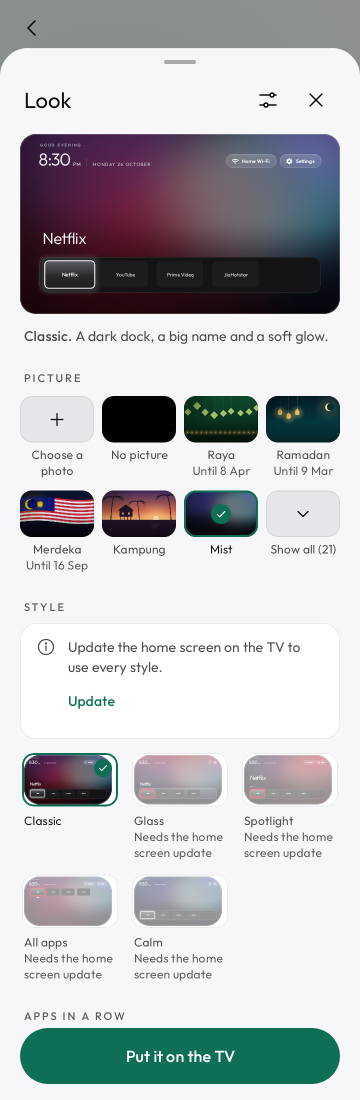 Look
GOOD EVENING
8:30 PM MONDAY 26 OCTOBER
Home Wi-Fi
Settings
Netflix
Netflix
YouTube
Prime Video
JioHotstar
Classic. A dark dock, a big name and a soft glow.
PICTURE
Choose a
photo
No picture
Raya
Until 8 Apr
Ramadan
Until 9 Mar
Merdeka
Until 16 Sep
Kampung
Mist
Show all (21)
STYLE
Update the home screen on the TV to
use every style.
Update
Classic
Glass
Needs the home
screen update
Spotlight
Needs the home
screen update
All apps
Needs the home
screen update
Calm
Needs the home
screen update
APPS IN A ROW
Put it on the TV